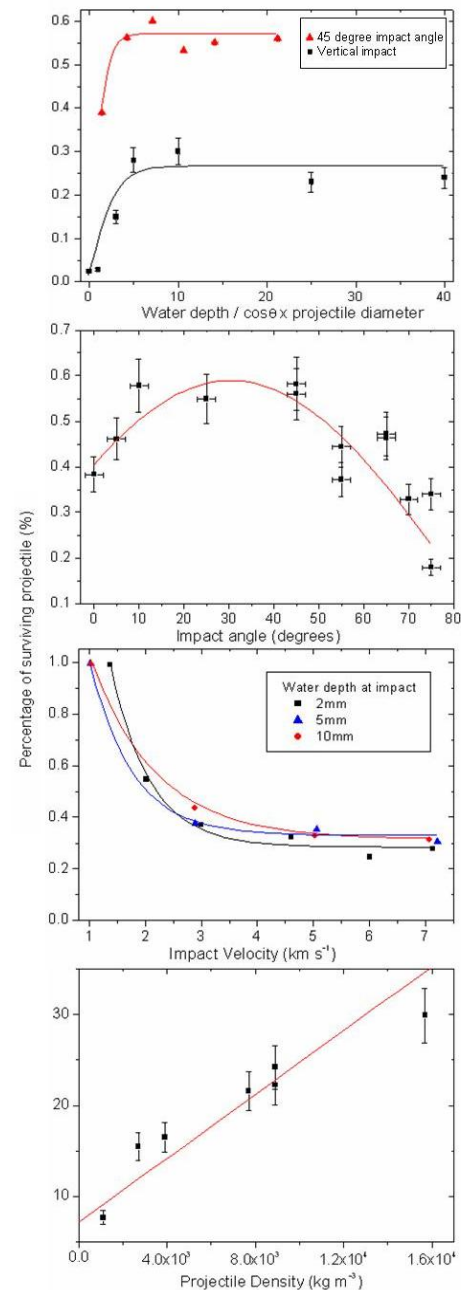 0.6
0.5
0.4
0.3
0.2
0.1
0.0
45 degree impact angle
Vertical impact
0 10 20 30 40
Water depth / cosθ x projectile diameter
0.7
0.6
0.5
0.4
0.3
0.2
0.1
0 10 20 30 40 50 60 70 80
Impact angle (degrees)
Percentage of surviving projectile (%)
1.0
0.8
0.6
0.4
0.2
0.0
Water depth at impact
2mm
5mm
10mm
1 2 3 4 5 6 7
Impact Velocity (km s⁻¹)
30
20
10
0.0 4.0x10³ 8.0x10³ 1.2x10⁴ 1.6x10⁴
Projectile Density (kg m⁻³)